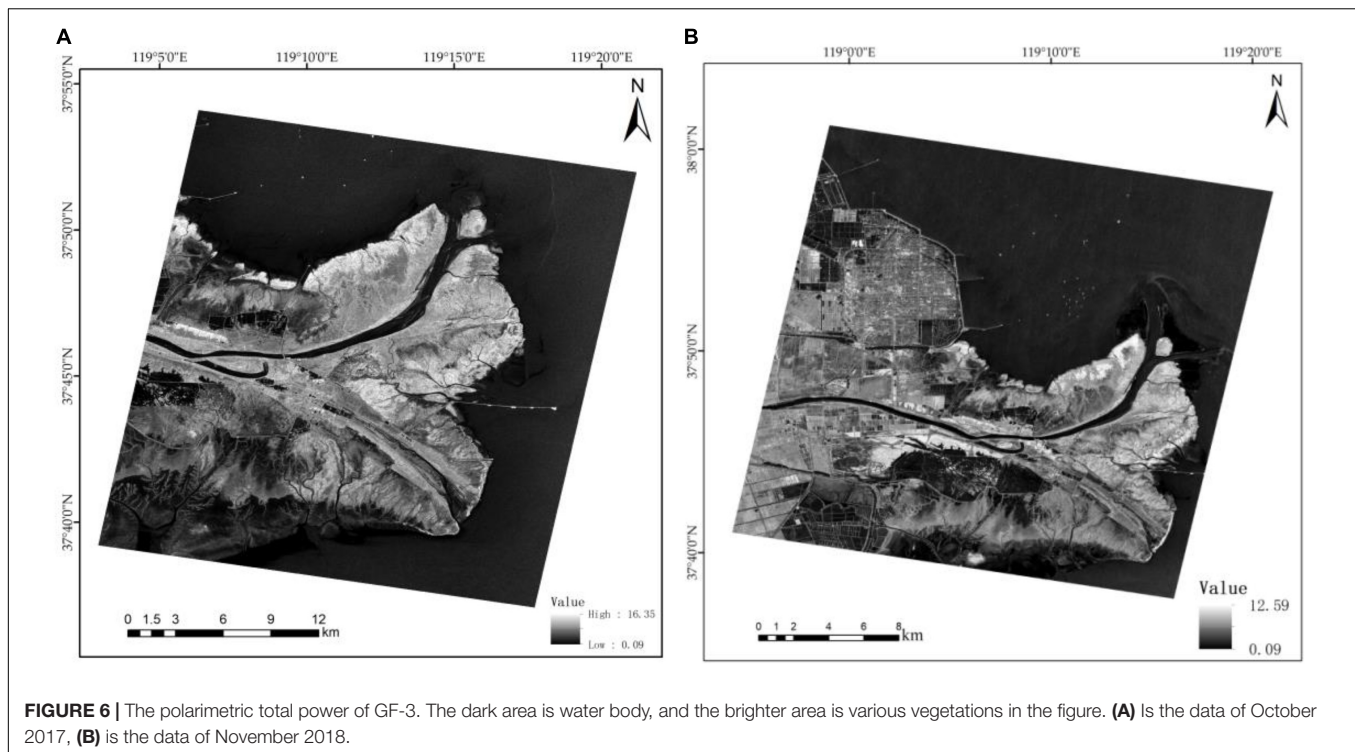 A
119°5'0"E 119°10'0"E 119°15'0"E 119°20'0"E
37°55'0"N
37°50'0"N
37°45'0"N
37°40'0"N
N
0 1.5 3 6 9 12
km
Value
High : 16.35
Low : 0.09
B
119°0'0"E 119°10'0"E 119°20'0"E
38°0'0"N
37°50'0"N
37°40'0"N
N
0 1 2 4 6 8
km
Value
12.59
0.09
FIGURE 6 | The polarimetric total power of GF-3. The dark area is water body, and the brighter area is various vegetations in the figure. (A) Is the data of October
2017, (B) is the data of November 2018.